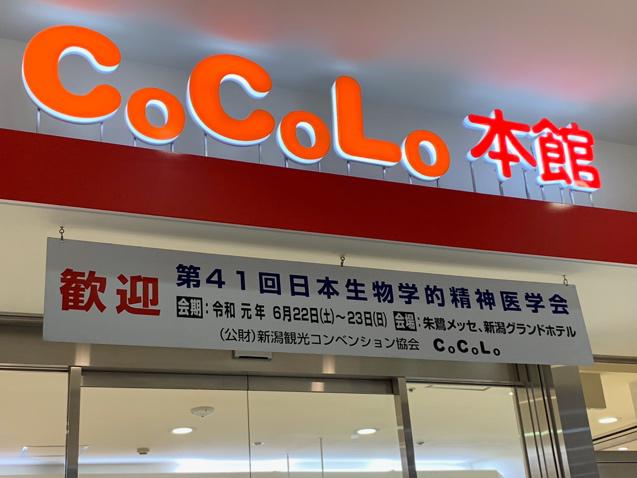 CoCoLo 本館
歓迎 第41回日本生物学的精神医学会
会期:令和 元年 6月22日(土)~23日(日) 会場:朱鷺メッセ、新潟グランドホテル
(公財)新潟観光コンベンション協会 CoCoLo